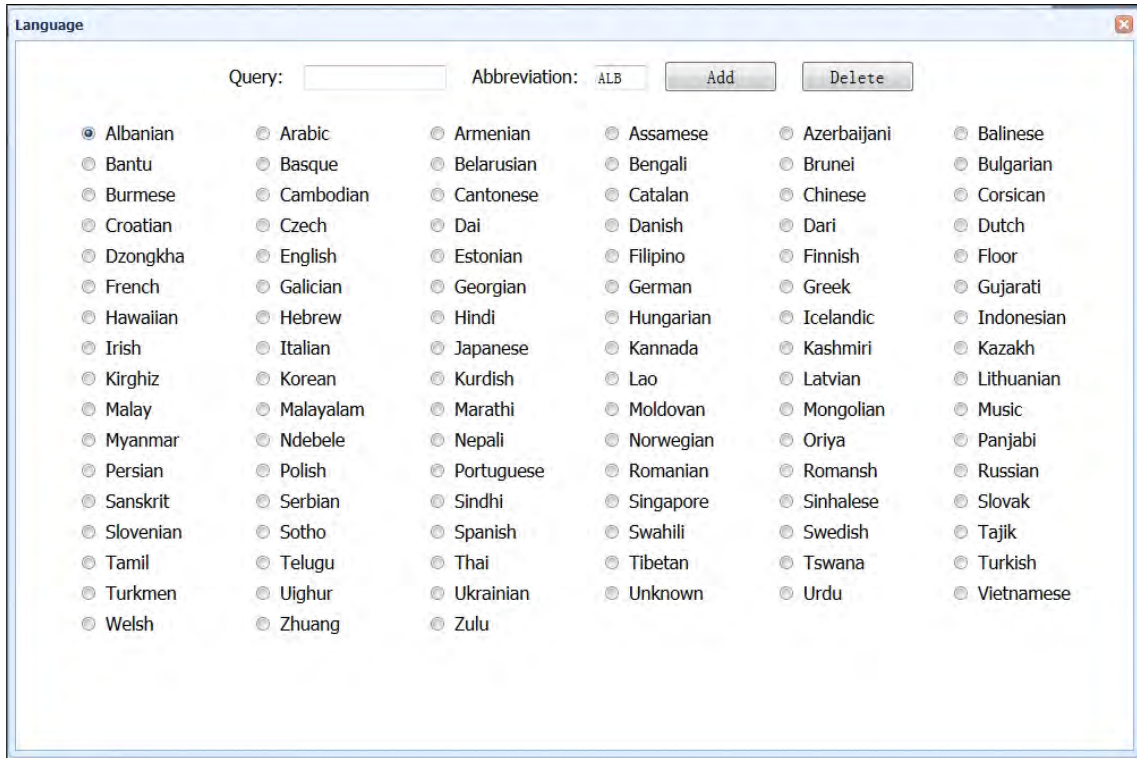 Language
Query: Abbreviation: ALB Add Delete
Albanian Arabic Armenian Assamese Azerbaijani Balinese
Bantu Basque Belarusian Bengali Brunei Bulgarian
Burmese Cambodian Cantonese Catalan Chinese Corsican
Croatian Czech Dai Danish Dari Dutch
Dzongkha English Estonian Filipino Finnish Floor
French Galician Georgian German Greek Gujarati
Hawaiian Hebrew Hindi Hungarian Icelandic Indonesian
Irish Italian Japanese Kannada Kashmiri Kazakh
Kirghiz Korean Kurdish Lao Latvian Lithuanian
Malay Malayalam Marathi Moldovan Mongolian Music
Myanmar Ndebele Nepali Norwegian Oriya Panjabi
Persian Polish Portuguese Romanian Romansh Russian
Sanskrit Serbian Sindhi Singapore Sinhalese Slovak
Slovenian Sotho Spanish Swahili Swedish Tajik
Tamil Telugu Thai Tibetan Tswana Turkish
Turkmen Uighur Ukrainian Unknown Urdu Vietnamese
Welsh Zhuang Zulu